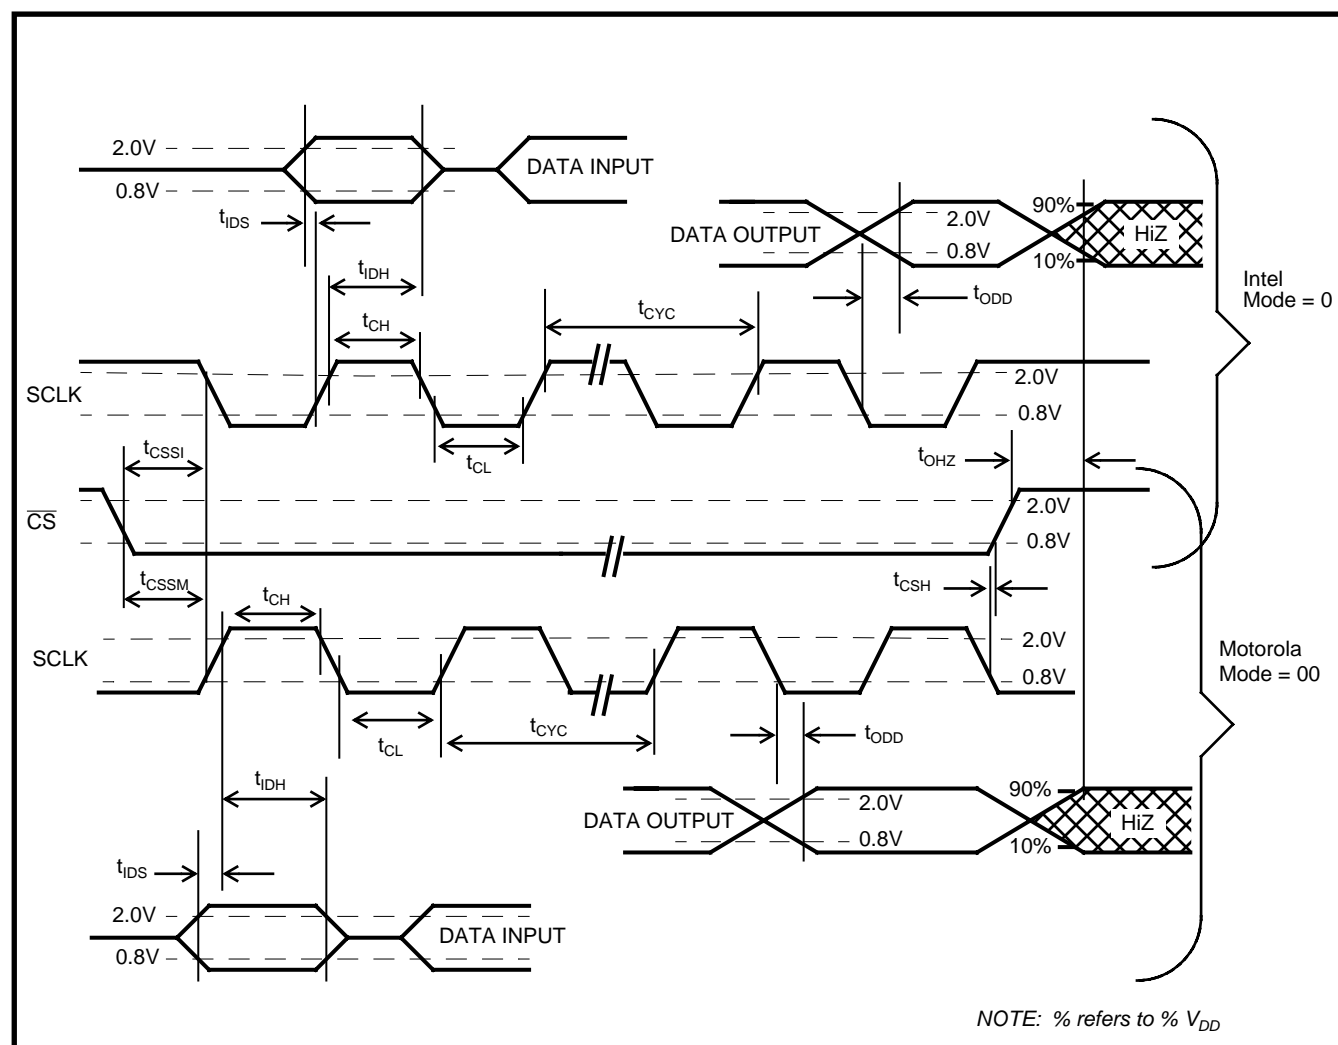 2.0V
DATA INPUT
0.8V
tIDS
90%
2.0V
DATA OUTPUT
HiZ
0.8V
10%
tIDH
Intel
Mode = 0
tODD
tCYC
tCH
2.0V
SCLK
0.8V
tCSSI
tCL
tOHZ
2.0V
CS
0.8V
tCSSM
tCH
tCSH
2.0V
SCLK
Motorola
Mode = 00
0.8V
tCYC
tODD
tCL
tIDH
90%
2.0V
DATA OUTPUT
HiZ
0.8V
10%
tIDS
2.0V
DATA INPUT
0.8V
NOTE: % refers to % VDD